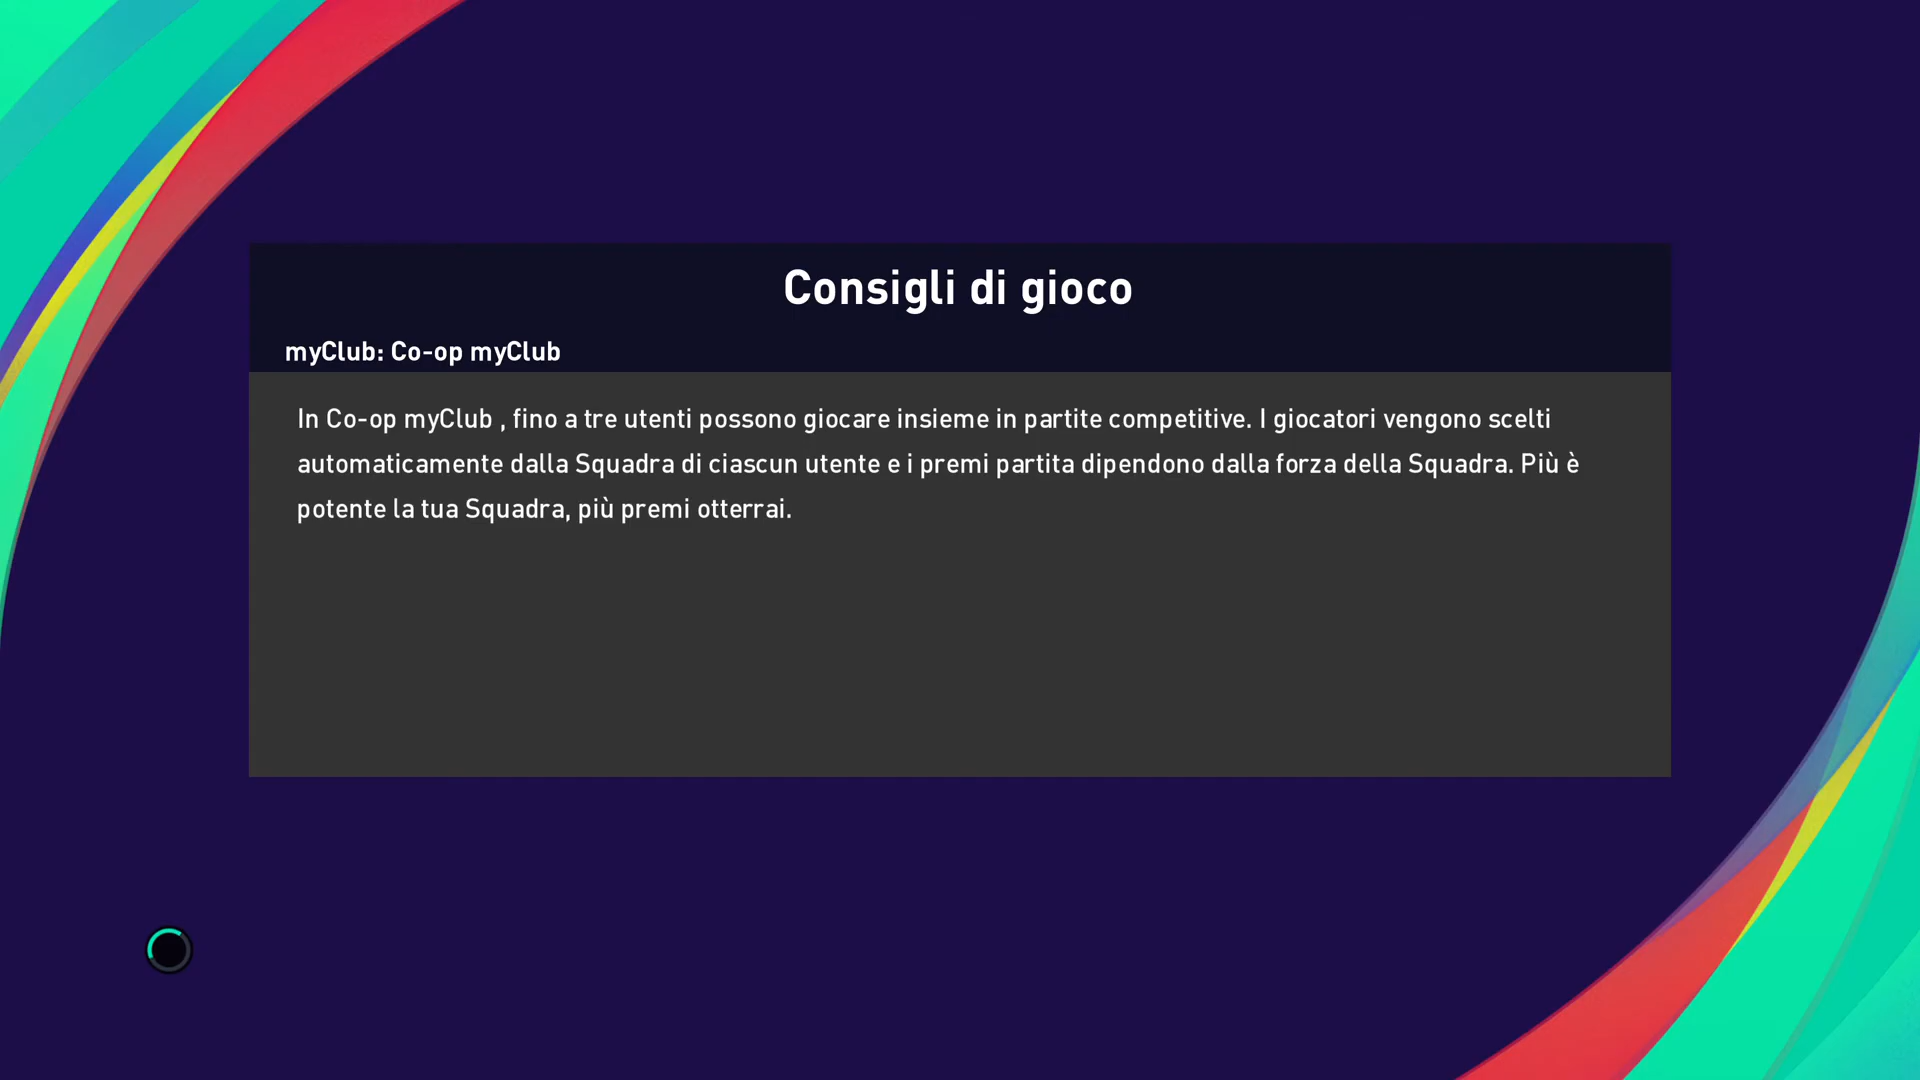 Consigli di gioco
myClub: Co-op myClub
In Co-op myClub , fino a tre utenti possono giocare insieme in partite competitive. I giocatori vengono scelti
automaticamente dalla Squadra di ciascun utente e i premi partita dipendono dalla forza della Squadra. Più è
potente la tua Squadra, più premi otterrai.